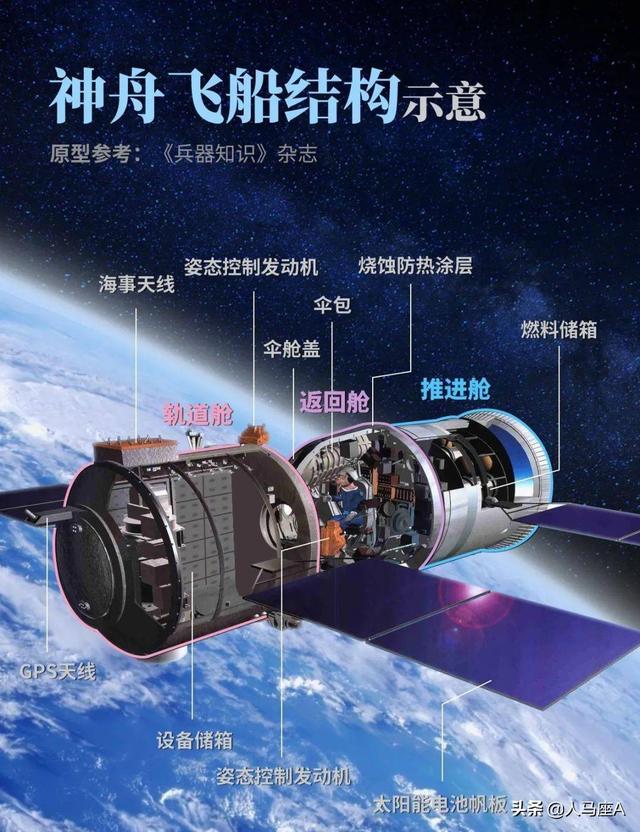 神舟飞船结构示意
原型参考：《兵器知识》杂志
姿态控制发动机
烧蚀防热涂层
海事天线
伞包
燃料储箱
伞舱盖
推进舱
返回舱
轨道舱
GPS天线
设备储箱
姿态控制发动机
太阳能电池帆板
头条 @人马座A